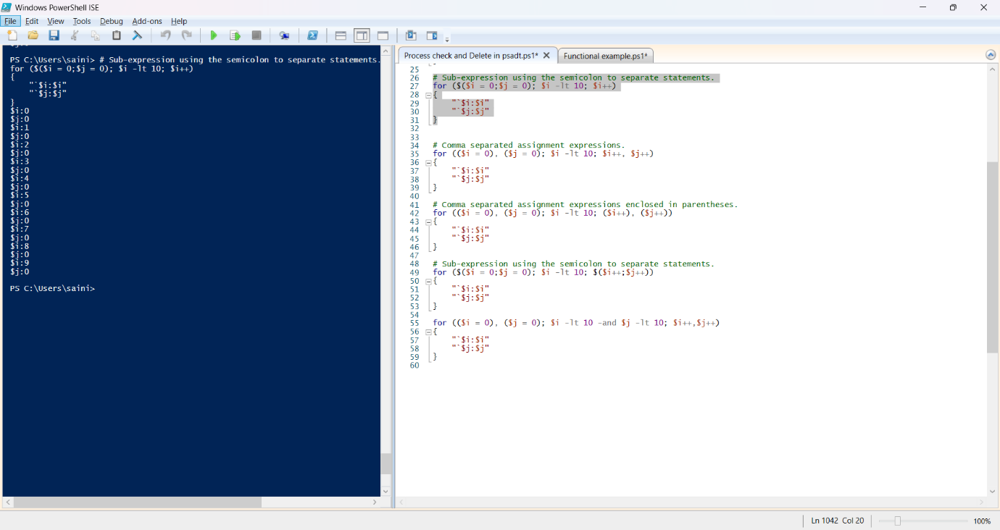 Windows PowerShell ISE
File Edit View Tools Debug Add-ons Help
PS C:\Users\saini> # Sub-expression using the semicolon to separate statements.
for ($($i = 0;$j = 0); $i -lt 10; $i++)
{
"`$i:$i"
"`$j:$j"
}
$i:0
$j:0
$i:1
$j:0
$i:2
$j:0
$i:3
$j:0
$i:4
$j:0
$i:5
$j:0
$i:6
$j:0
$i:7
$j:0
$i:8
$j:0
$i:9
$j:0
PS C:\Users\saini>
Process check and Delete in psadt.ps1* Functional example.ps1*
25
26 # Sub-expression using the semicolon to separate statements.
27 for ($($i = 0;$j = 0); $i -lt 10; $i++)
28 {
29 "`$i:$i"
30 "`$j:$j"
31 }
32
33
34 # Comma separated assignment expressions.
35 for (($i = 0), ($j = 0); $i -lt 10; $i++, $j++)
36 {
37 "`$i:$i"
38 "`$j:$j"
39 }
40
41 # Comma separated assignment expressions enclosed in parentheses.
42 for (($i = 0), ($j = 0); $i -lt 10; ($i++), ($j++))
43 {
44 "`$i:$i"
45 "`$j:$j"
46 }
47
48 # Sub-expression using the semicolon to separate statements.
49 for ($($i = 0;$j = 0); $i -lt 10; $($i++;$j++))
50 {
51 "`$i:$i"
52 "`$j:$j"
53 }
54
55 for (($i = 0), ($j = 0); $i -lt 10 -and $j -lt 10; $i++,$j++)
56 {
57 "`$i:$i"
58 "`$j:$j"
59 }
60
Ln 1042 Col 20 100%